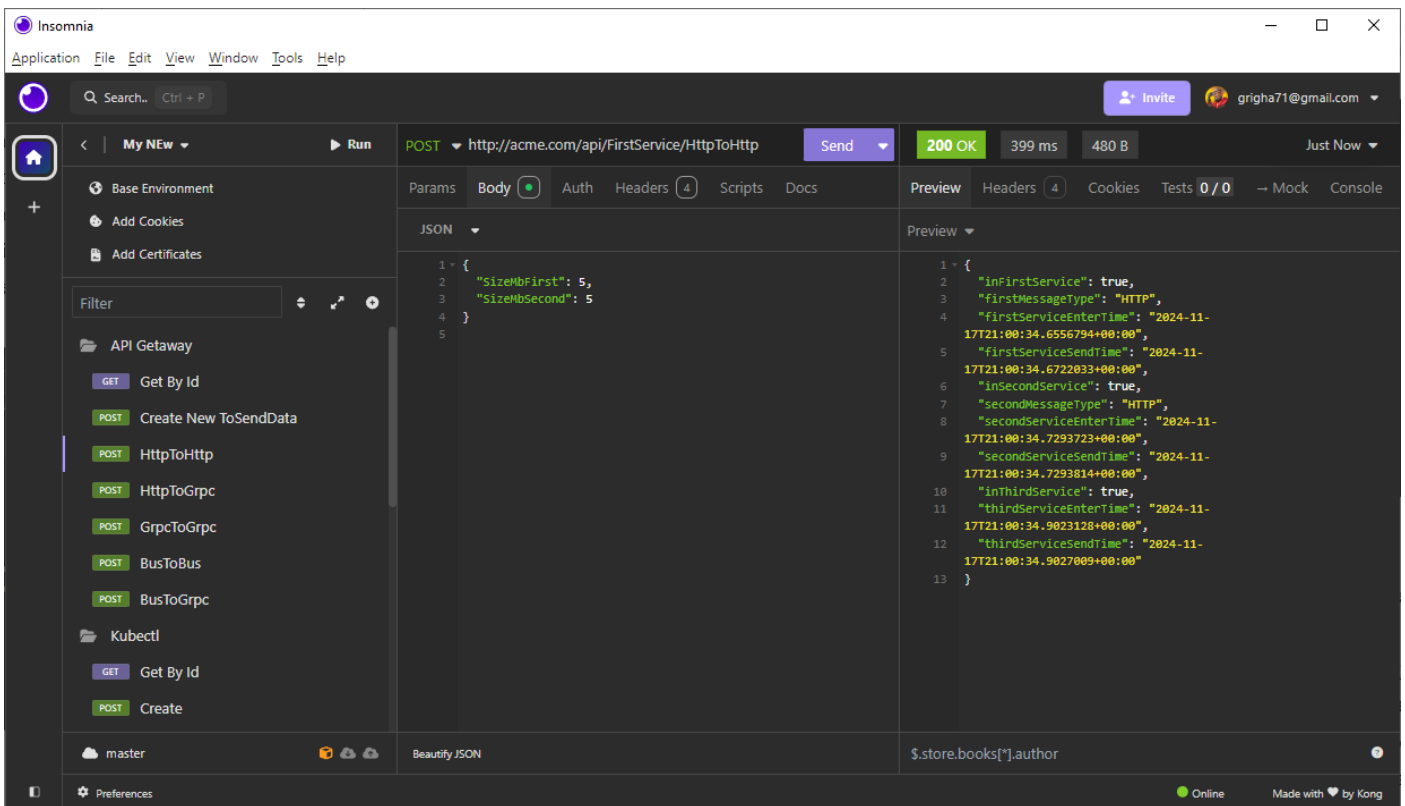 Insomnia
Application File Edit View Window Tools Help
Search.. Ctrl + P
Invite
grigha71@gmail.com
My NEw
Run
Base Environment
Add Cookies
Add Certificates
Filter
API Getaway
GET Get By Id
POST Create New ToSendData
POST HttpToHttp
POST HttpToGrpc
POST GrpcToGrpc
POST BusToBus
POST BusToGrpc
Kubectl
GET Get By Id
POST Create
master
Preferences
POST http://acme.com/api/FirstService/HttpToHttp Send
Params Body Auth Headers 4 Scripts Docs
JSON
1 {
2 "SizeMbFirst": 5,
3 "SizeMbSecond": 5
4 }
5
Beautify JSON
200 OK 399 ms 480 B Just Now
Preview Headers 4 Cookies Tests 0 / 0 → Mock Console
Preview
1 {
2 "inFirstService": true,
3 "firstMessageType": "HTTP",
4 "firstServiceEnterTime": "2024-11-
17T21:00:34.6556794+00:00",
5 "firstServiceSendTime": "2024-11-
17T21:00:34.6722033+00:00",
6 "inSecondService": true,
7 "secondMessageType": "HTTP",
8 "secondServiceEnterTime": "2024-11-
17T21:00:34.7293723+00:00",
9 "secondServiceSendTime": "2024-11-
17T21:00:34.7293814+00:00",
10 "inThirdService": true,
11 "thirdServiceEnterTime": "2024-11-
17T21:00:34.9023128+00:00",
12 "thirdServiceSendTime": "2024-11-
17T21:00:34.9027009+00:00"
13 }
$.store.books[*].author
Online
Made with ♥ by Kong